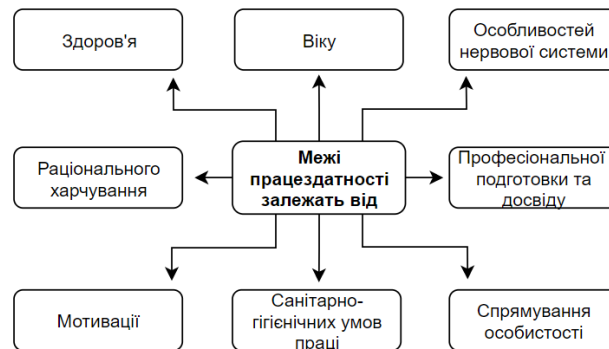 Здоров'я
Віку
Особливостей
нервової системи
Раціонального
харчування
Межі
працездатності
залежать від
Професіональної
підготовки та
досвіду
Мотивації
Санітарно-
гігієнічних умов
праці
Спрямування
особистості